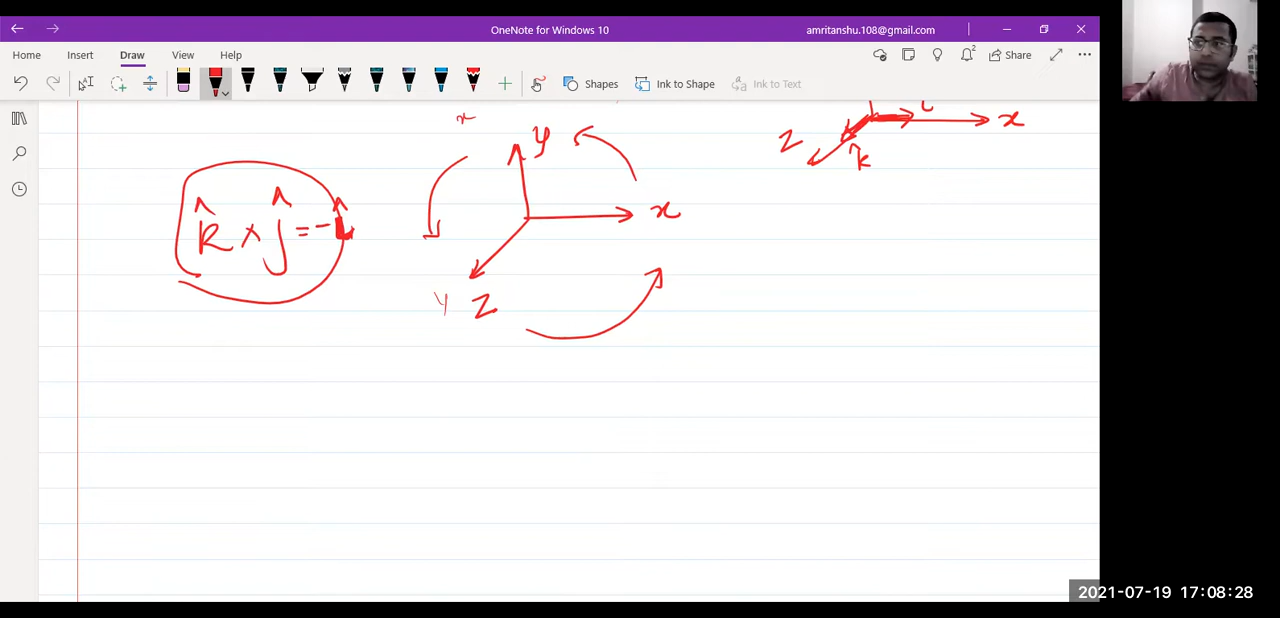 OneNote for Windows 10
amritanshu.108@gmail.com
Home Insert Draw View Help
2 Share
Shapes Ink to Shape Ink to Text
x
y
x
z
k̂
x
k̂ × ĵ = -î
z
2021-07-19 17:08:28